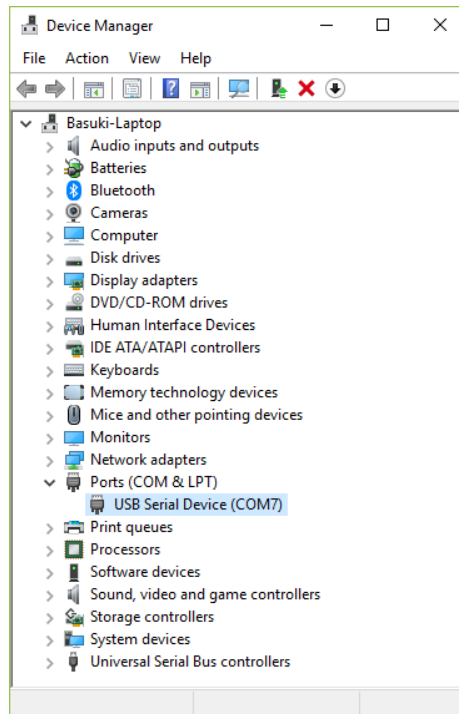 Device Manager
File Action View Help
Basuki-Laptop
Audio inputs and outputs
Batteries
Bluetooth
Cameras
Computer
Disk drives
Display adapters
DVD/CD-ROM drives
Human Interface Devices
IDE ATA/ATAPI controllers
Keyboards
Memory technology devices
Mice and other pointing devices
Monitors
Network adapters
Ports (COM & LPT)
USB Serial Device (COM7)
Print queues
Processors
Software devices
Sound, video and game controllers
Storage controllers
System devices
Universal Serial Bus controllers